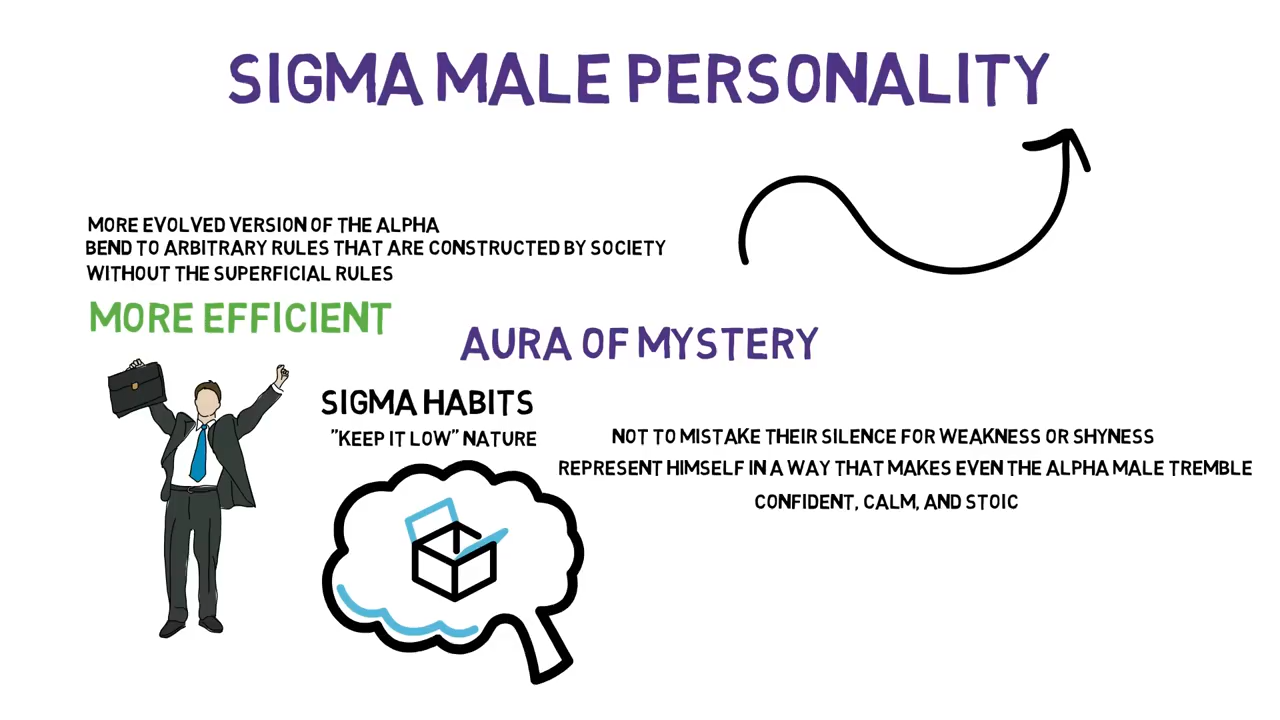 SIGMA MALE PERSONALITY
MORE EVOLVED VERSION OF THE ALPHA
BEND TO ARBITRARY RULES THAT ARE CONSTRUCTED BY SOCIETY
WITHOUT THE SUPERFICIAL RULES
MORE EFFICIENT
AURA OF MYSTERY
SIGMA HABITS
"KEEP IT LOW" NATURE
NOT TO MISTAKE THEIR SILENCE FOR WEAKNESS OR SHYNESS
REPRESENT HIMSELF IN A WAY THAT MAKES EVEN THE ALPHA MALE TREMBLE
CONFIDENT, CALM, AND STOIC